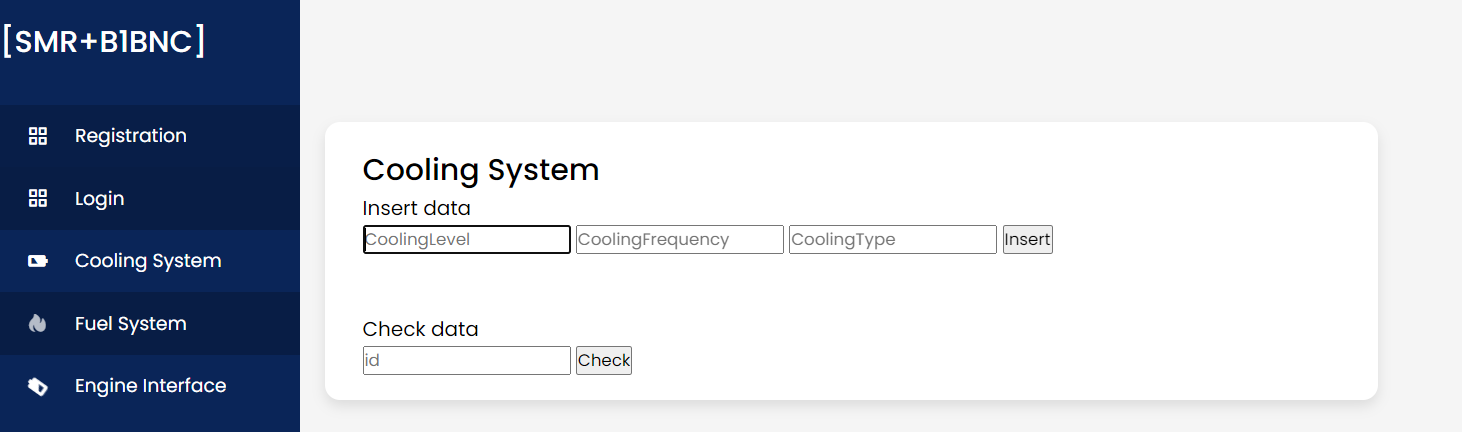 [SMR+B1BNC]
Registration
Login
Cooling System
Fuel System
Engine Interface
Cooling System
Insert data
CoolingLevel CoolingFrequency CoolingType Insert
Check data
id Check